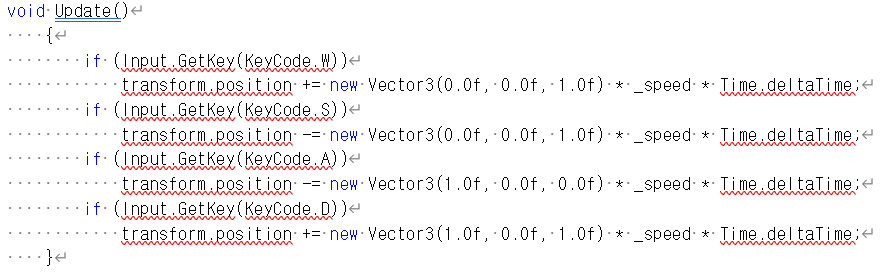 void Update()
{
if (Input.GetKey(KeyCode.W))
transform.position += new Vector3(0.0f, 0.0f, 1.0f) * _speed * Time.deltaTime;
if (Input.GetKey(KeyCode.S))
transform.position -= new Vector3(0.0f, 0.0f, 1.0f) * _speed * Time.deltaTime;
if (Input.GetKey(KeyCode.A))
transform.position -= new Vector3(1.0f, 0.0f, 0.0f) * _speed * Time.deltaTime;
if (Input.GetKey(KeyCode.D))
transform.position += new Vector3(1.0f, 0.0f, 1.0f) * _speed * Time.deltaTime;
}